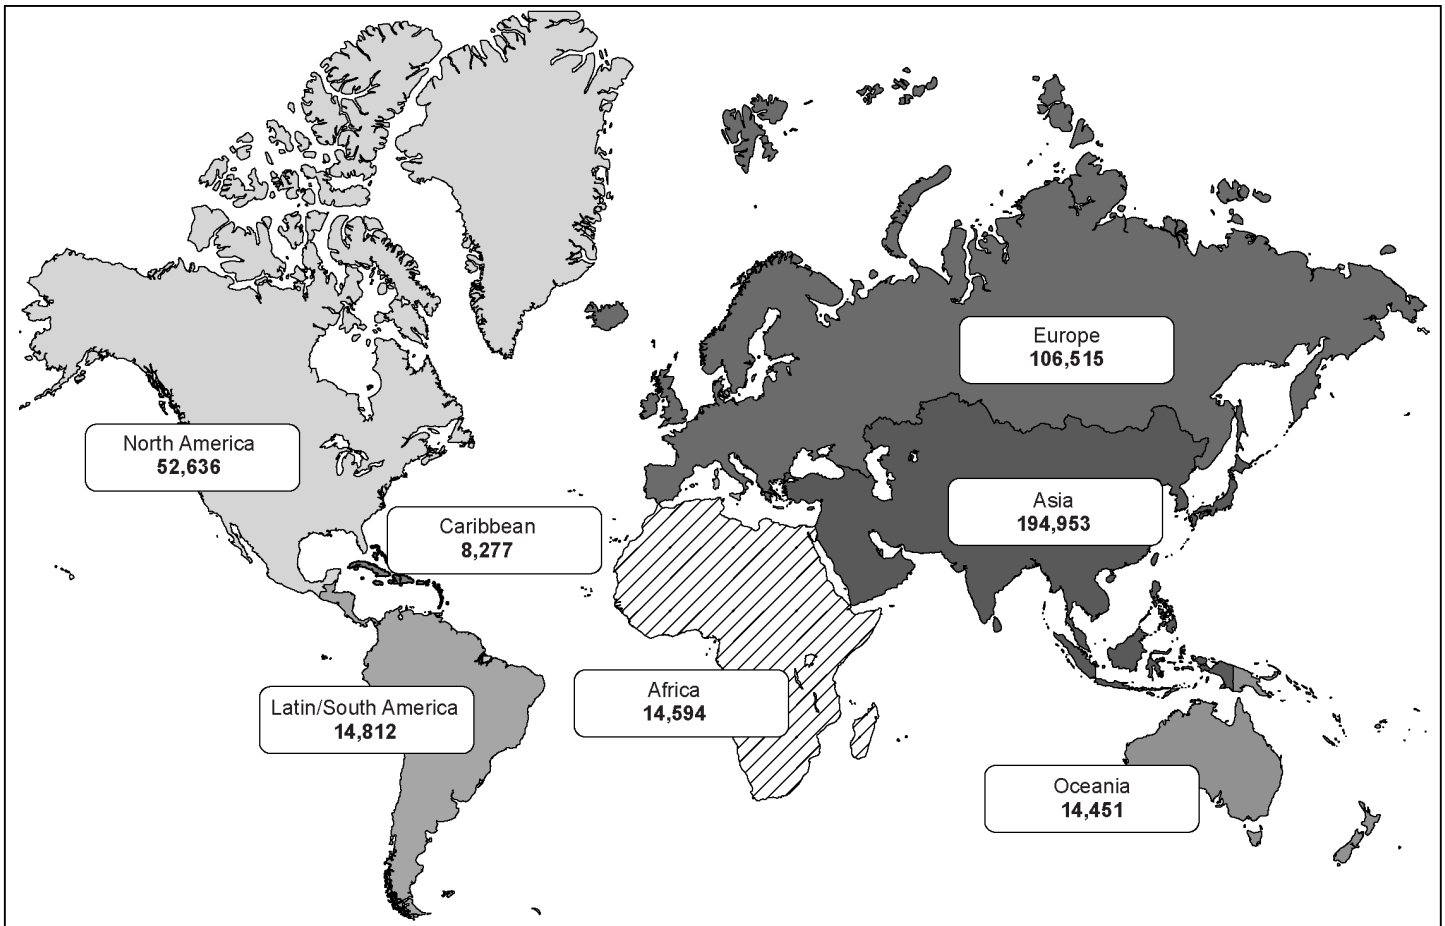 Europe
106,515
North America
52,636
Asia
194,953
Caribbean
8,277
Africa
14,594
Latin/South America
14,812
Oceania
14,451